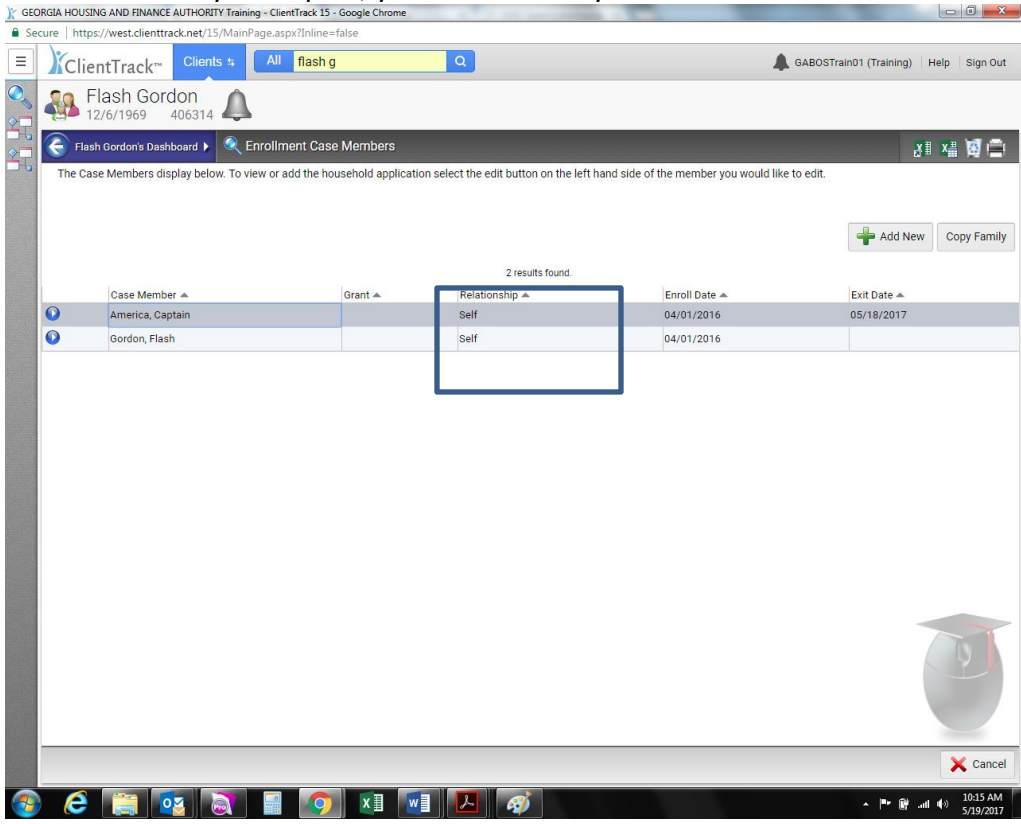 GEORGIA HOUSING AND FINANCE AUTHORITY Training - ClientTrack 15 - Google Chrome
Secure | https://west.clienttrack.net/15/MainPage.aspx?Inline=false
ClientTrack™ Clients All flash g GABOSTrain01 (Training) Help Sign Out
Flash Gordon
12/6/1969 406314
Flash Gordon's Dashboard Enrollment Case Members
The Case Members display below. To view or add the household application select the edit button on the left hand side of the member you would like to edit.
Add New Copy Family
2 results found.
Case Member Grant Relationship Enroll Date Exit Date
America, Captain Self 04/01/2016 05/18/2017
Gordon, Flash Self 04/01/2016
Cancel
10:15 AM
5/19/2017